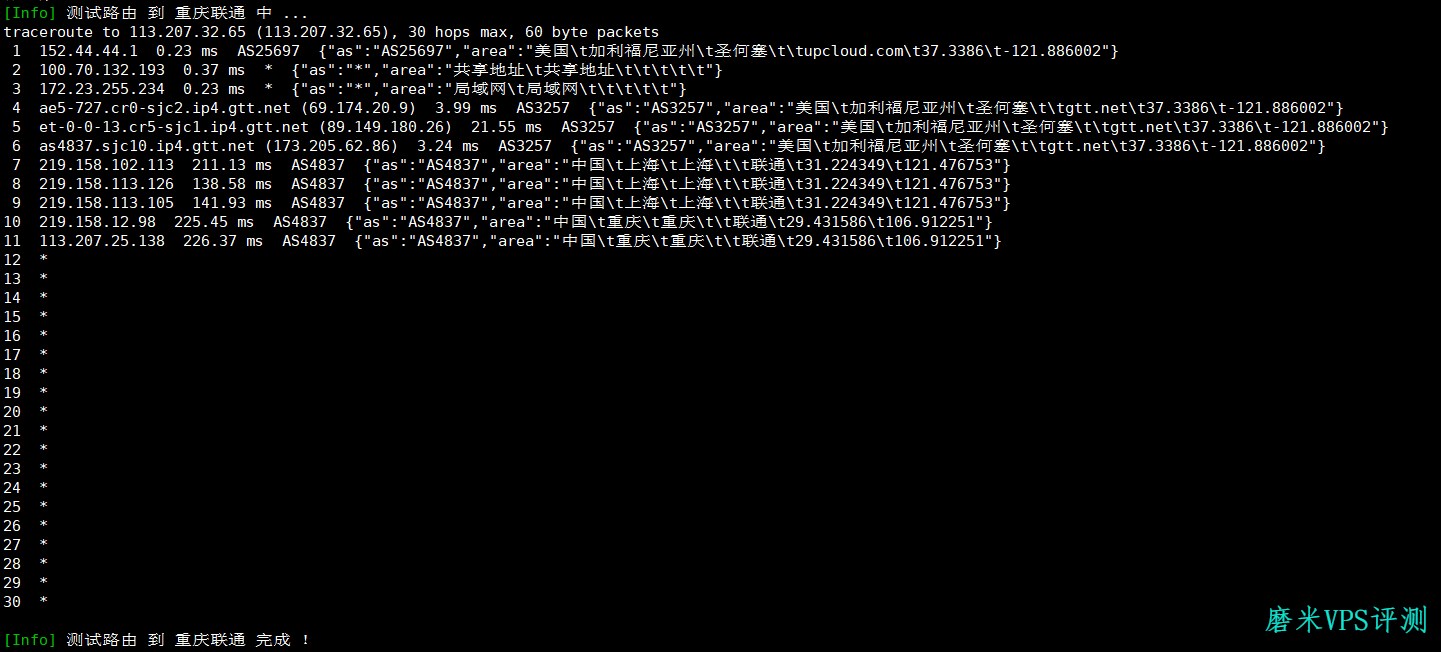 [Info] 测试路由 到 重庆联通 中 ...
traceroute to 113.207.32.65 (113.207.32.65), 30 hops max, 60 byte packets
1 152.44.44.1 0.23 ms AS25697 {"as":"AS25697","area":"美国\t加利福尼亚州\t圣何塞\t\tupcloud.com\t37.3386\t-121.886002"}
2 100.70.132.193 0.37 ms * {"as":"*","area":"共享地址\t共享地址\t\t\t\t\t"}
3 172.23.255.234 0.23 ms * {"as":"*","area":"局域网\t局域网\t\t\t\t\t"}
4 ae5-727.cr0-sjc2.ip4.gtt.net (69.174.20.9) 3.99 ms AS3257 {"as":"AS3257","area":"美国\t加利福尼亚州\t圣何塞\t\tgtt.net\t37.3386\t-121.886002"}
5 et-0-0-13.cr5-sjc1.ip4.gtt.net (89.149.180.26) 21.55 ms AS3257 {"as":"AS3257","area":"美国\t加利福尼亚州\t圣何塞\t\tgtt.net\t37.3386\t-121.886002"}
6 as4837.sjc10.ip4.gtt.net (173.205.62.86) 3.24 ms AS3257 {"as":"AS3257","area":"美国\t加利福尼亚州\t圣何塞\t\tgtt.net\t37.3386\t-121.886002"}
7 219.158.102.113 211.13 ms AS4837 {"as":"AS4837","area":"中国\t上海\t上海\t\t联通\t31.224349\t121.476753"}
8 219.158.113.126 138.58 ms AS4837 {"as":"AS4837","area":"中国\t上海\t上海\t\t联通\t31.224349\t121.476753"}
9 219.158.113.105 141.93 ms AS4837 {"as":"AS4837","area":"中国\t上海\t上海\t\t联通\t31.224349\t121.476753"}
10 219.158.12.98 225.45 ms AS4837 {"as":"AS4837","area":"中国\t重庆\t重庆\t\t联通\t29.431586\t106.912251"}
11 113.207.25.138 226.37 ms AS4837 {"as":"AS4837","area":"中国\t重庆\t重庆\t\t联通\t29.431586\t106.912251"}
12 *
13 *
14 *
15 *
16 *
17 *
18 *
19 *
20 *
21 *
22 *
23 *
24 *
25 *
26 *
27 *
28 *
29 *
30 *
[Info] 测试路由 到 重庆联通 完成 ！
磨米VPS评测